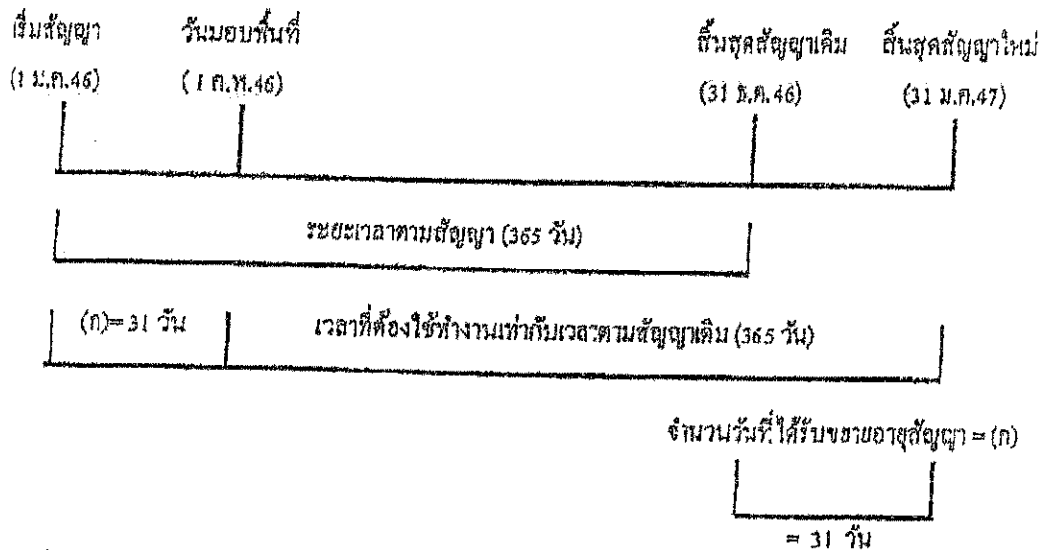 เริ่มสัญญา วันมอบพื้นที่ สิ้นสุดสัญญาเดิม สิ้นสุดสัญญาใหม่
(1 ม.ค.46) (1 ก.พ.46) (31 ธ.ค.46) (31 ม.ค.47)
ระยะเวลาตามสัญญา (365 วัน)
(ก)=31 วัน เวลาที่ต้องใช้ทำงานเท่ากับเวลาตามสัญญาเดิม (365 วัน)
จำนวนวันที่ได้รับขยายอายุสัญญา = (ก)
= 31 วัน